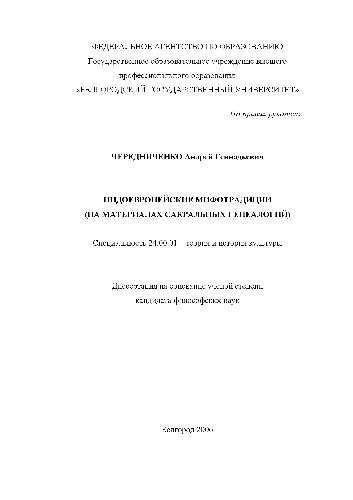 ФЕДЕРАЛЬНОЕ АГЕНТСТВО ПО ОБРАЗОВАНИЮ
Государственное образовательное учреждение высшего
профессионального образования
«БЕЛГОРОДСКИЙ ГОСУДАРСТВЕННЫЙ УНИВЕРСИТЕТ»
На правах рукописи
ЧЕРЕДНИЧЕНКО Андрей Геннадьевич
ИНДОЕВРОПЕЙСКИЕ МИФОТРАДИЦИИ
(НА МАТЕРИАЛАХ САКРАЛЬНЫХ ГЕНЕАЛОГИЙ)
Специальность 24.00.01 – теория и история культуры
Диссертация на соискание ученой степени
кандидата философских наук
Белгород 2006